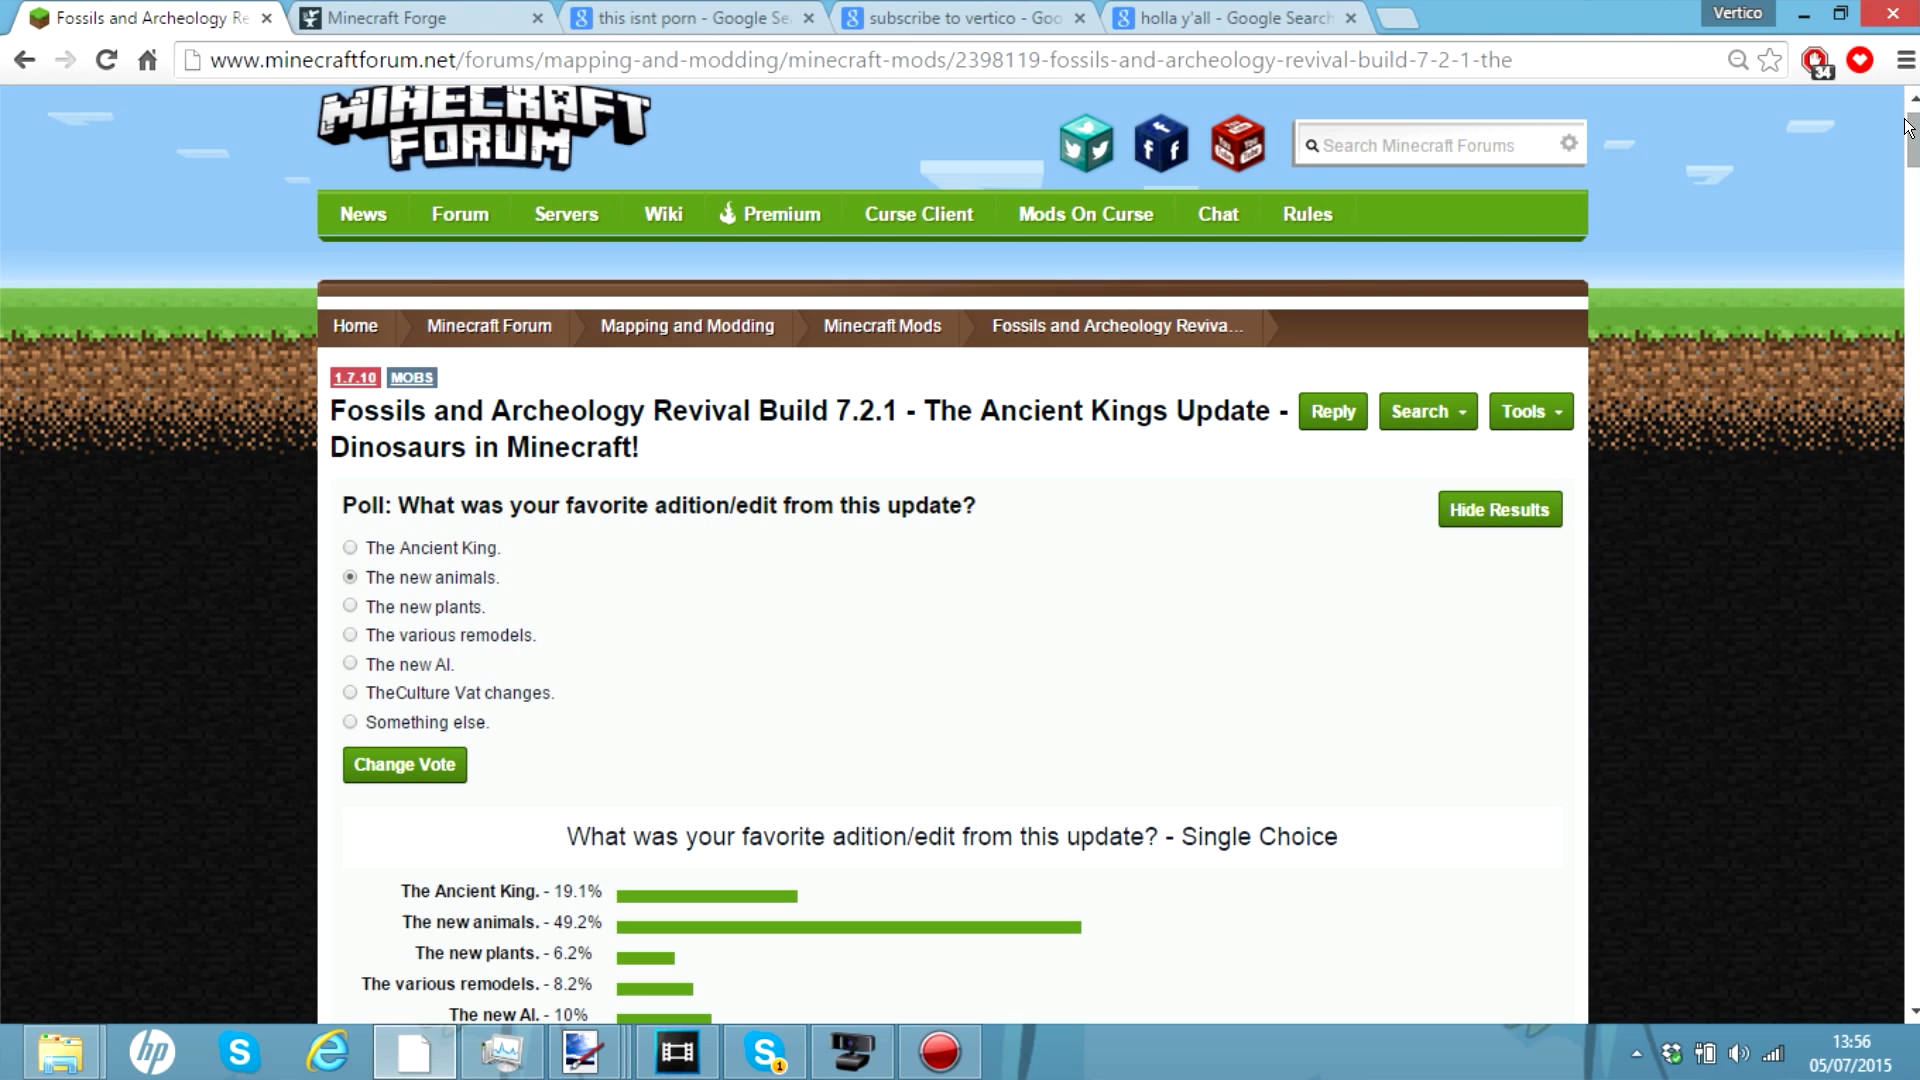 Fossils and Archeology Re
Minecraft Forge
this isnt porn - Google Se
subscribe to vertico - Goo
holla y'all - Google Search
Vertico
www.minecraftforum.net/forums/mapping-and-modding/minecraft-mods/2398119-fossils-and-archeology-revival-build-7-2-1-the
34
MINECRAFT
FORUM
You Tube
Search Minecraft Forums
News
Forum
Servers
Wiki
Premium
Curse Client
Mods On Curse
Chat
Rules
Home
Minecraft Forum
Mapping and Modding
Minecraft Mods
Fossils and Archeology Reviva...
1.7.10
MOBS
Fossils and Archeology Revival Build 7.2.1 - The Ancient Kings Update -
Dinosaurs in Minecraft!
Reply
Search
Tools
Poll: What was your favorite adition/edit from this update?
Hide Results
The Ancient King.
The new animals.
The new plants.
The various remodels.
The new AI.
TheCulture Vat changes.
Something else.
Change Vote
What was your favorite adition/edit from this update? - Single Choice
The Ancient King. - 19.1%
The new animals. - 49.2%
The new plants. - 6.2%
The various remodels. - 8.2%
The new AI. - 10%
hp
S
S
1
13:56
05/07/2015